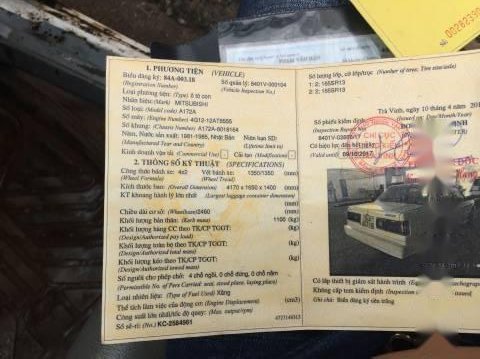 1. PHƯƠNG TIỆN (VEHICLE)
Biển đăng ký: 84A-003.18
(Registration Number)
Số quản lý: 8401V-000104
(Vehicle Inspection No.)
Loại phương tiện: (Type) ô tô con
Nhãn hiệu: (Mark) MITSUBISHI
Số loại: (Model code) A172A
Số máy: (Engine Number) 4G12-12A57855
Số khung: (Chassis Number) A172A-6018164
Năm, Nước sản xuất: 1981-1985, Nhật Bản
(Manufactured Year and Country)
Niên hạn SD:
(Lifetime limit to)
Kinh doanh vận tải (Commercial Use)
Cải tạo (Modification)
2. THÔNG SỐ KỸ THUẬT (SPECIFICATIONS)
Công thức bánh xe: 4x2
(Wheel Formula)
Vết bánh xe: 1350/1350 (mm)
(Wheel Tread)
Kích thước bao: (Overall Dimension) 4170 x 1650 x 1400 (mm)
KT khoang hành lý lớn nhất (mm)
(Largest luggage container dimension)
Chiều dài cơ sở: (Wheelbase) 2460 (mm)
Khối lượng bản thân: (Kerb mass) 1100 (kg)
Khối lượng hàng CC theo TK/CP TGGT: (kg)
(Design/Authorized pay load)
Khối lượng toàn bộ theo TK/CP TGGT: (kg)
(Design/Authorized total mass)
Khối lượng kéo theo TK/CP TGGT: (kg)
(Design/Authorized towed mass)
Số người cho phép chở: 4 chỗ ngồi, 0 chỗ đứng, 0 chỗ nằm
(Permissible No. of Pers Carried: seat, stood place, laying place)
Loại nhiên liệu: (Type of Fuel Used) Xăng
Thể tích làm việc của động cơ: (Engine Displacement) (cm3)
Công suất lớn nhất/tốc độ quay: (Max. output/rpm)
Số sê-ri: (No.) KC-2584961
Số lượng lốp, cỡ lốp/trục (Number of tires; Tire size/axle)
1: 2; 165SR13
2: 2; 165SR13
Trà Vinh, ngày 10 tháng 4 năm
Số phiếu kiểm định
(Inspection Report
Có hiệu lực đến hết ngày
(Valid until)
CHI CỤC
Có lắp thiết bị giám sát hành trình
Không cấp tem kiểm định
Ghi chú: Biển đăng ký nền trắng